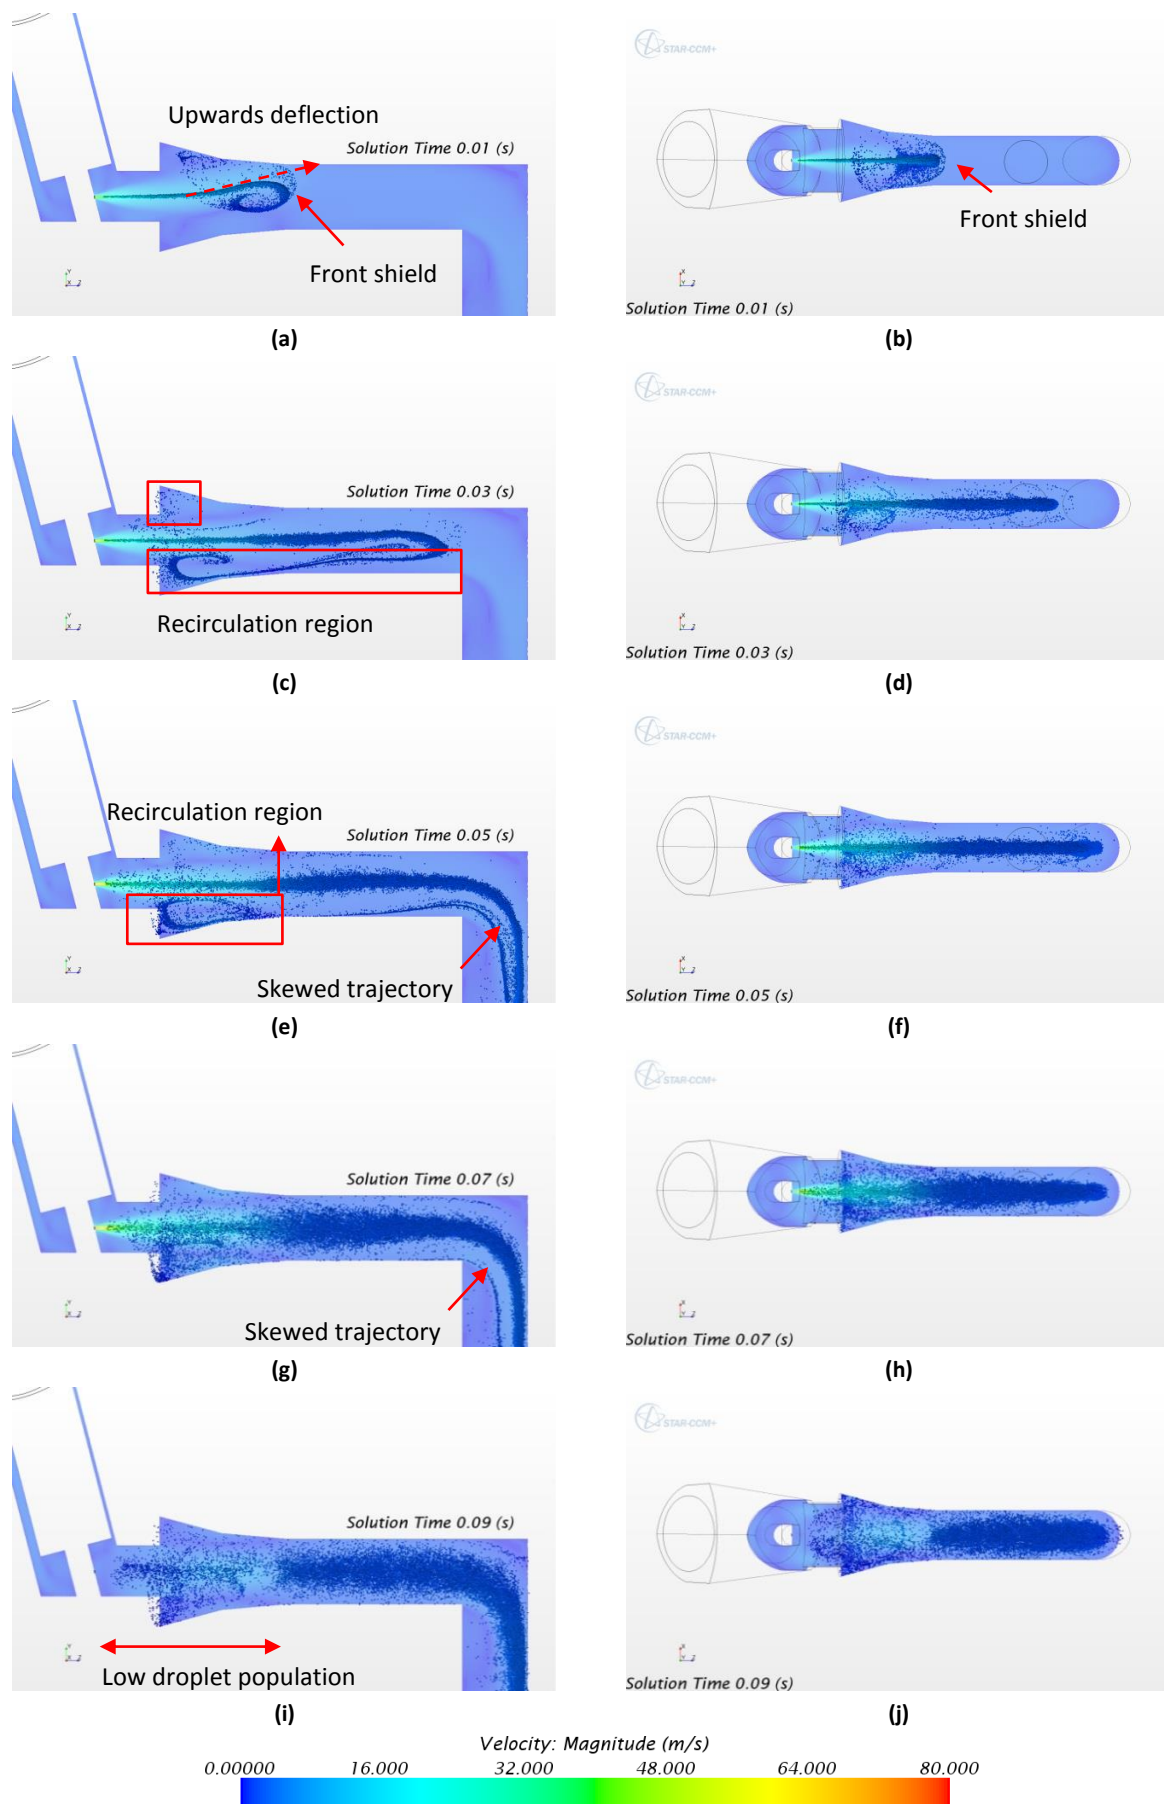 Upwards deflection
Solution Time 0.01 (s)
Front shield
(a)
STAR-CCM+
Front shield
Solution Time 0.01 (s)
(b)
Solution Time 0.03 (s)
Recirculation region
(c)
STAR-CCM+
Solution Time 0.03 (s)
(d)
Recirculation region
Solution Time 0.05 (s)
Skewed trajectory
(e)
STAR-CCM+
Solution Time 0.05 (s)
(f)
Solution Time 0.07 (s)
Skewed trajectory
(g)
STAR-CCM+
Solution Time 0.07 (s)
(h)
Solution Time 0.09 (s)
Low droplet population
(i)
STAR-CCM+
Solution Time 0.09 (s)
(j)
Velocity: Magnitude (m/s)
0.00000 16.000 32.000 48.000 64.000 80.000